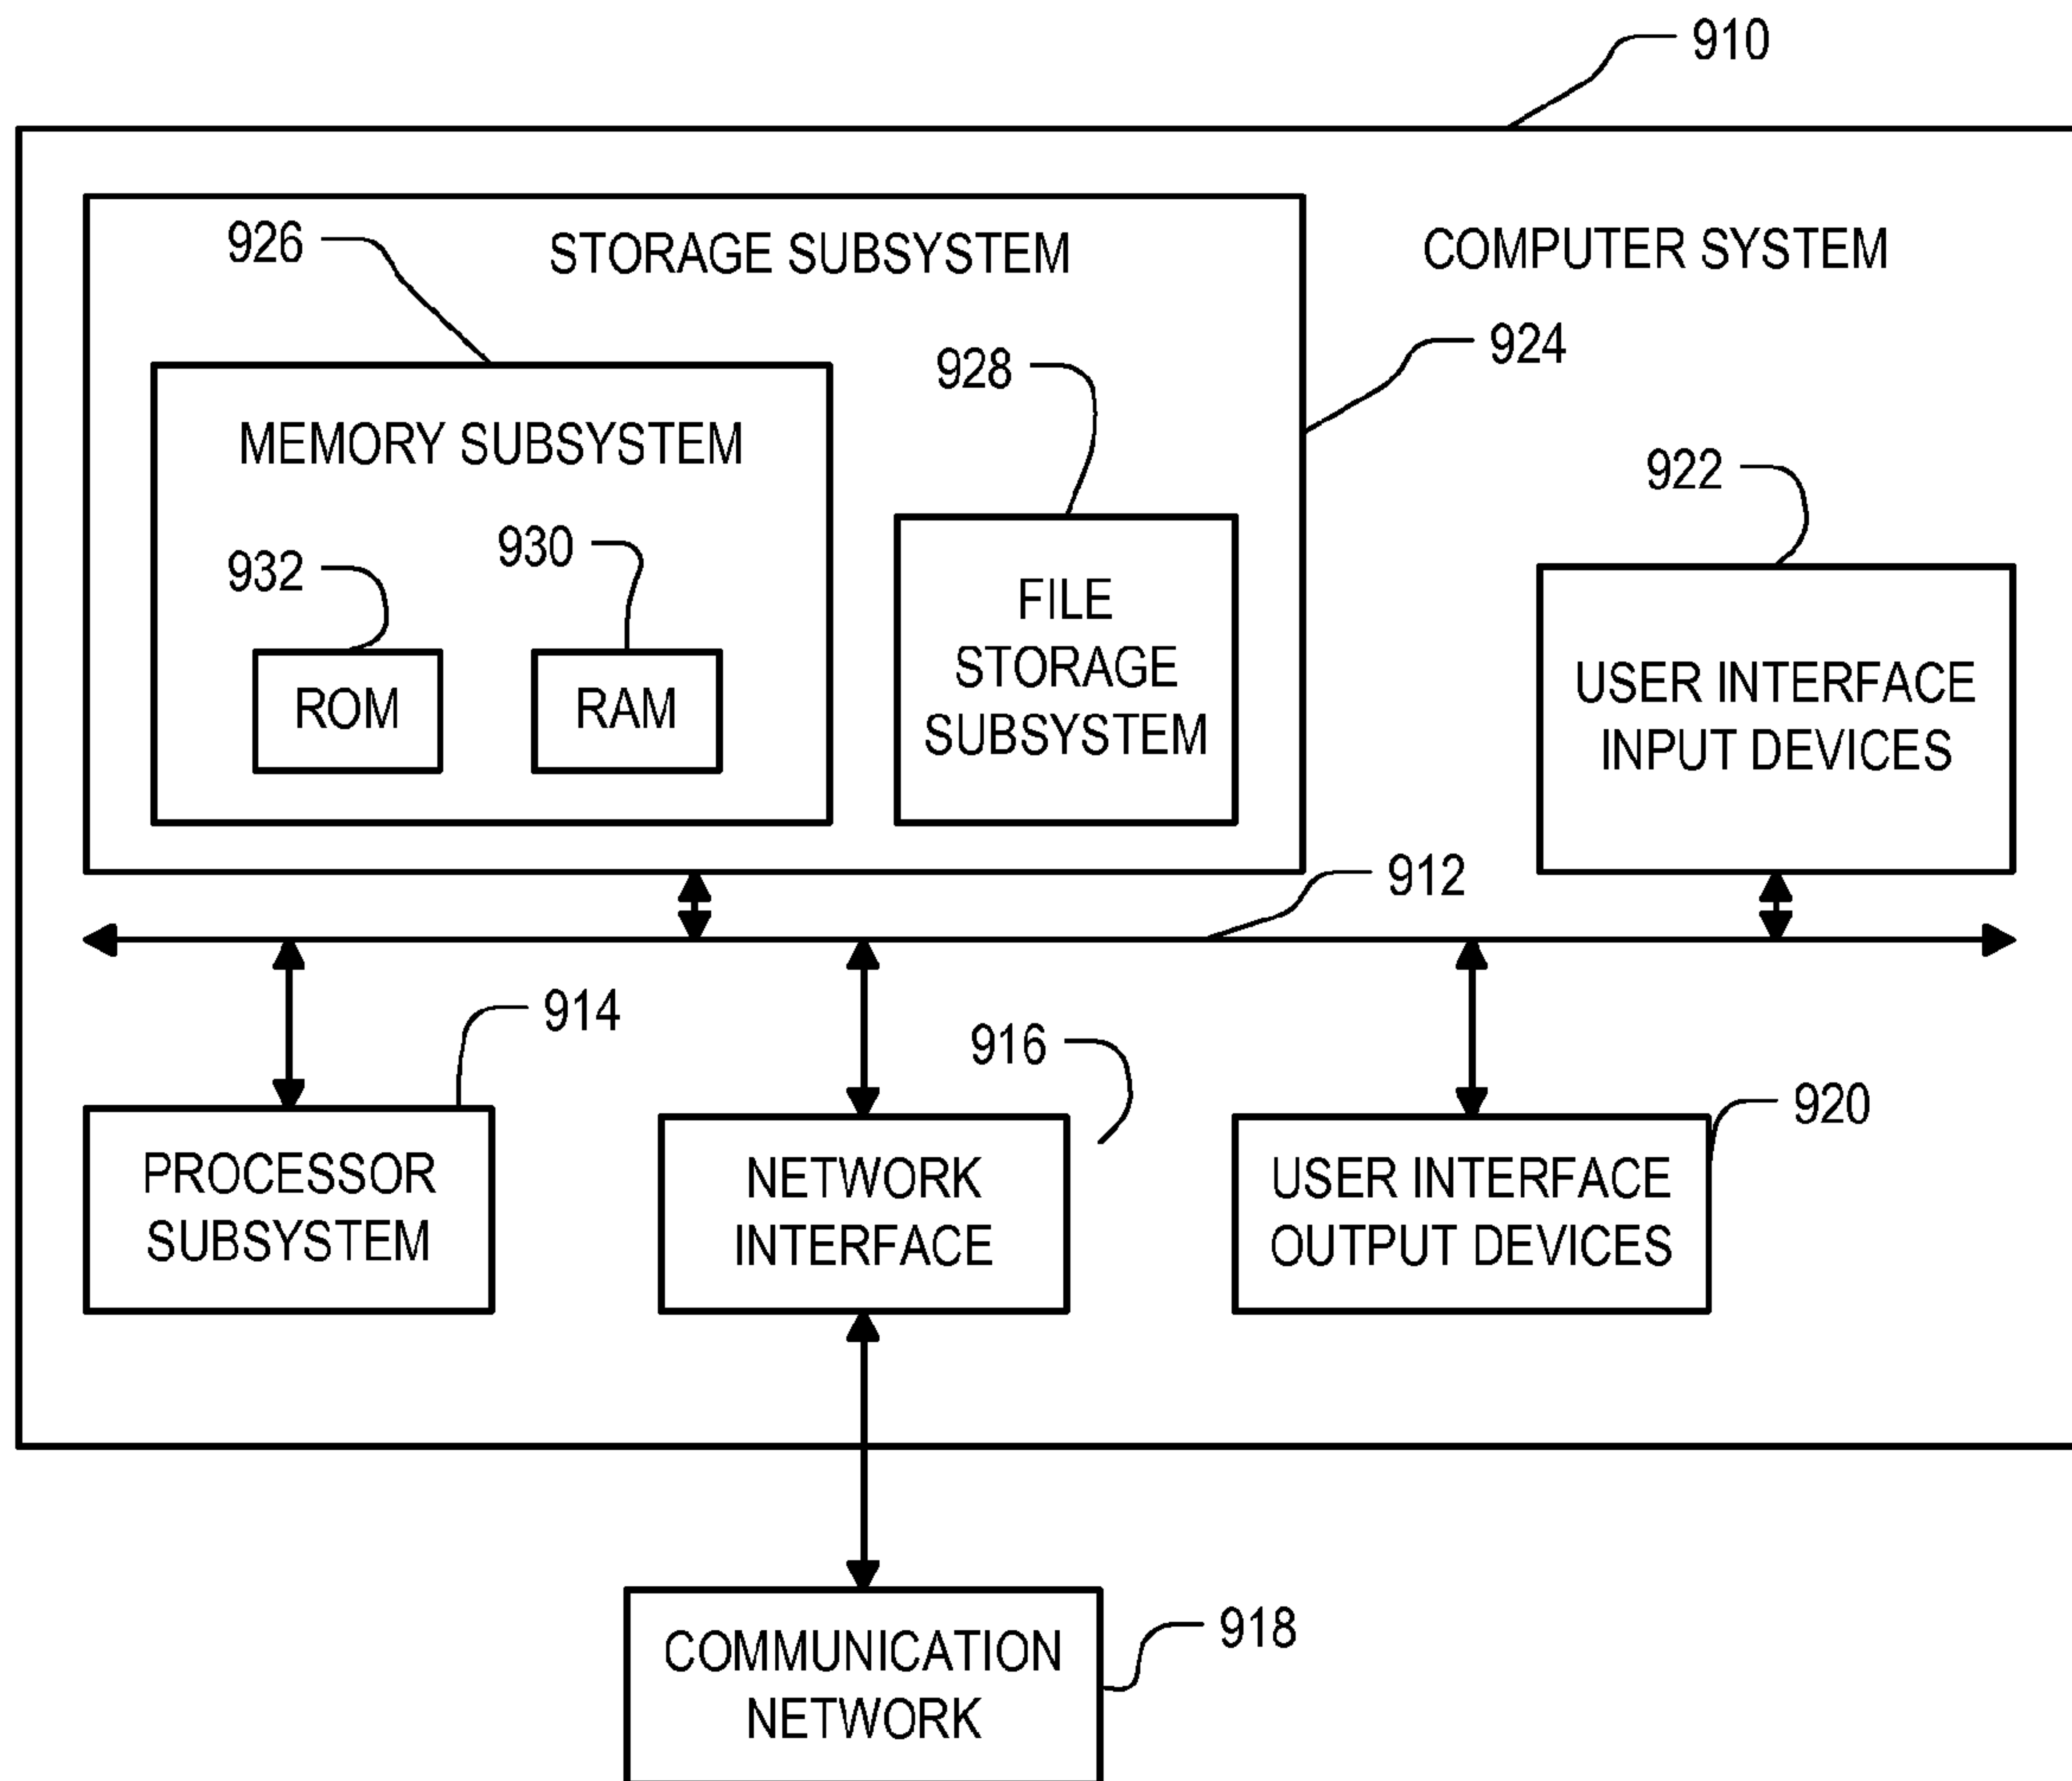 910
926
STORAGE SUBSYSTEM
COMPUTER SYSTEM
924
928
MEMORY SUBSYSTEM
922
930
932
FILE
STORAGE
SUBSYSTEM
ROM
RAM
USER INTERFACE
INPUT DEVICES
912
914
916
920
PROCESSOR
SUBSYSTEM
NETWORK
INTERFACE
USER INTERFACE
OUTPUT DEVICES
918
COMMUNICATION
NETWORK